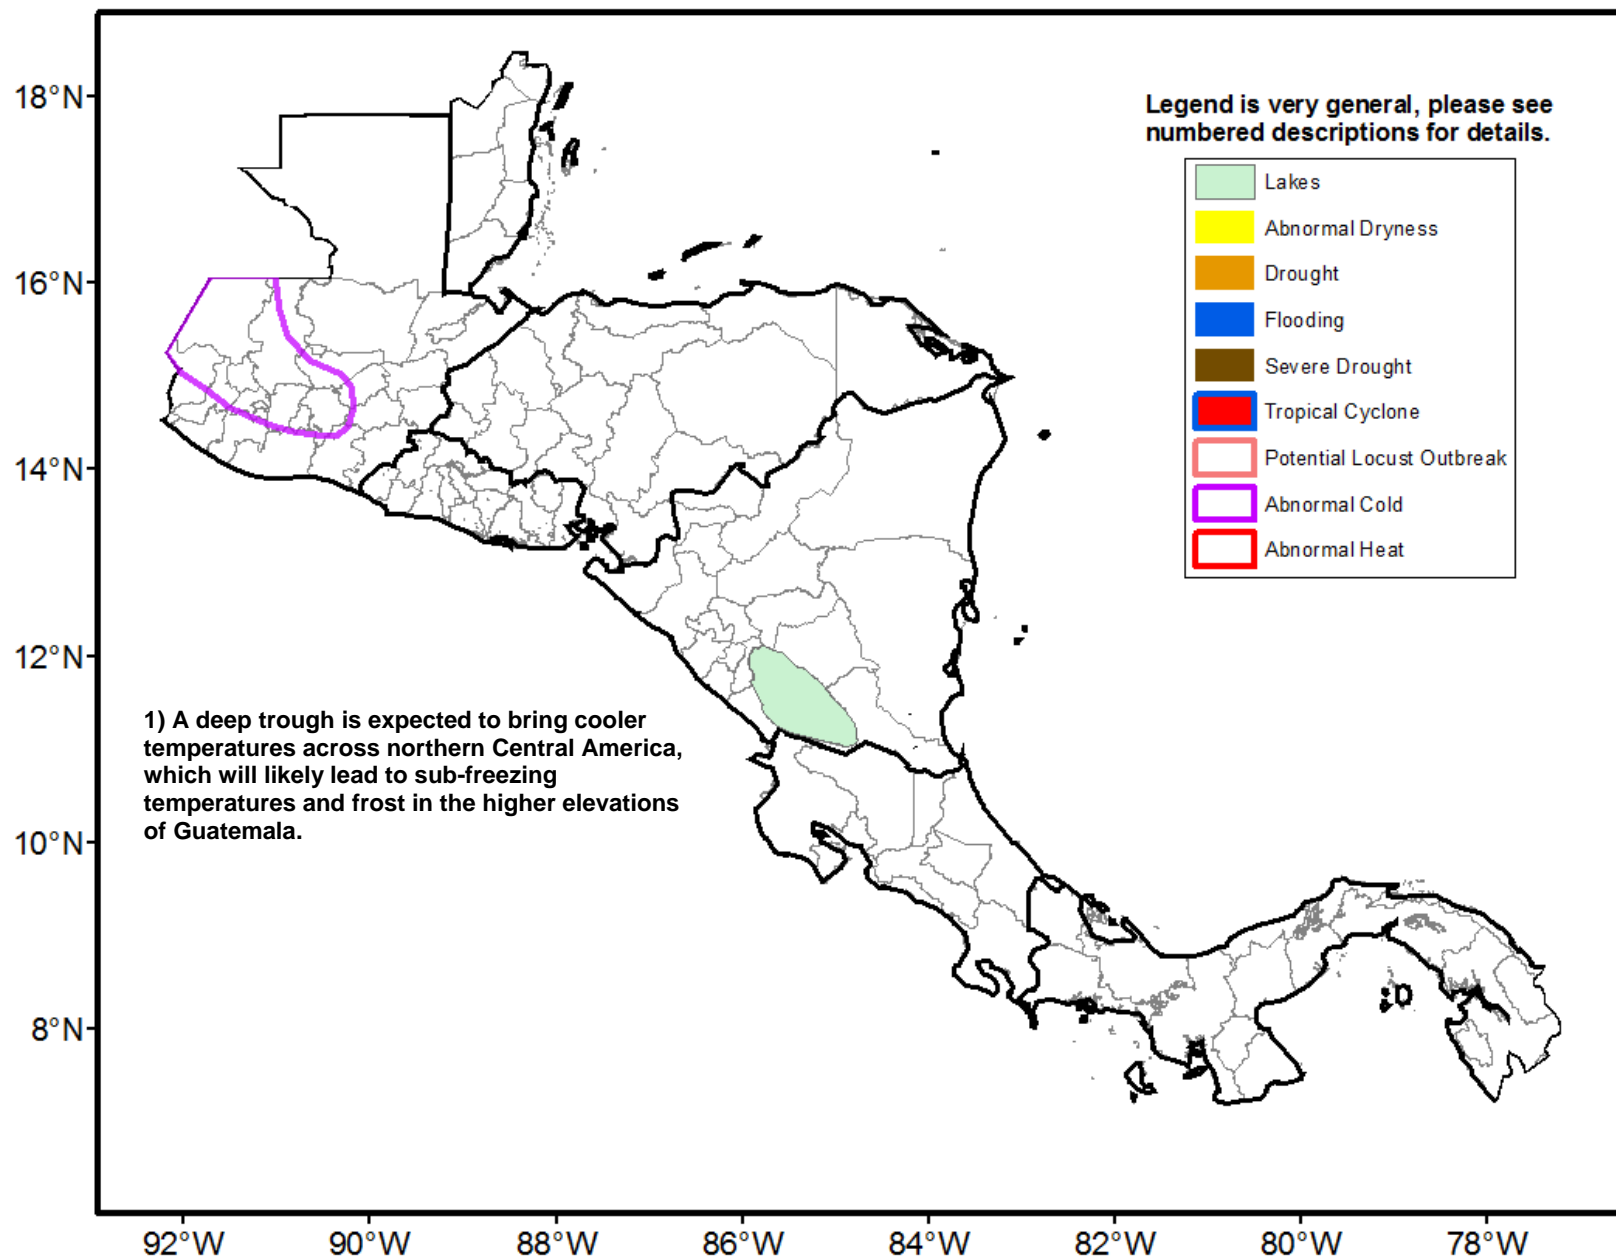 18°N
16°N
14°N
12°N
10°N
8°N
Legend is very general, please see
numbered descriptions for details.
Lakes
Abnormal Dryness
Drought
Flooding
Severe Drought
Tropical Cyclone
Potential Locust Outbreak
Abnormal Cold
Abnormal Heat
1) A deep trough is expected to bring cooler
temperatures across northern Central America,
which will likely lead to sub-freezing
temperatures and frost in the higher elevations
of Guatemala.
92°W 90°W 88°W 86°W 84°W 82°W 80°W 78°W